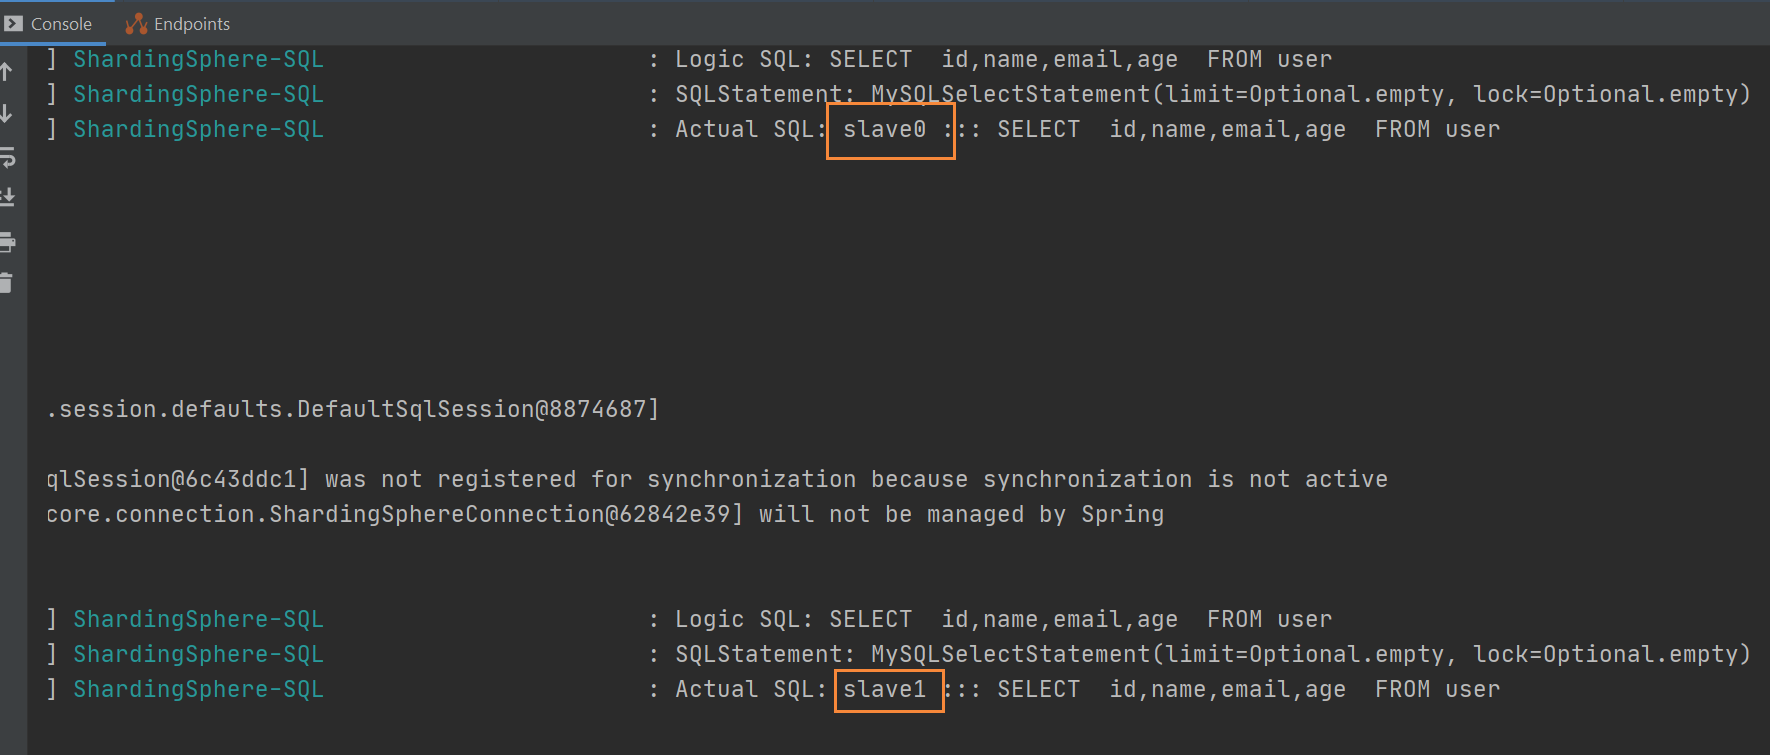 Console Endpoints
] ShardingSphere-SQL : Logic SQL: SELECT id,name,email,age FROM user
] ShardingSphere-SQL : SQLStatement: MySQLSelectStatement(limit=Optional.empty, lock=Optional.empty)
] ShardingSphere-SQL : Actual SQL: slave0 ::: SELECT id,name,email,age FROM user
.session.defaults.DefaultSqlSession@8874687]
qlSession@6c43ddc1] was not registered for synchronization because synchronization is not active
core.connection.ShardingSphereConnection@62842e39] will not be managed by Spring
] ShardingSphere-SQL : Logic SQL: SELECT id,name,email,age FROM user
] ShardingSphere-SQL : SQLStatement: MySQLSelectStatement(limit=Optional.empty, lock=Optional.empty)
] ShardingSphere-SQL : Actual SQL: slave1 ::: SELECT id,name,email,age FROM user